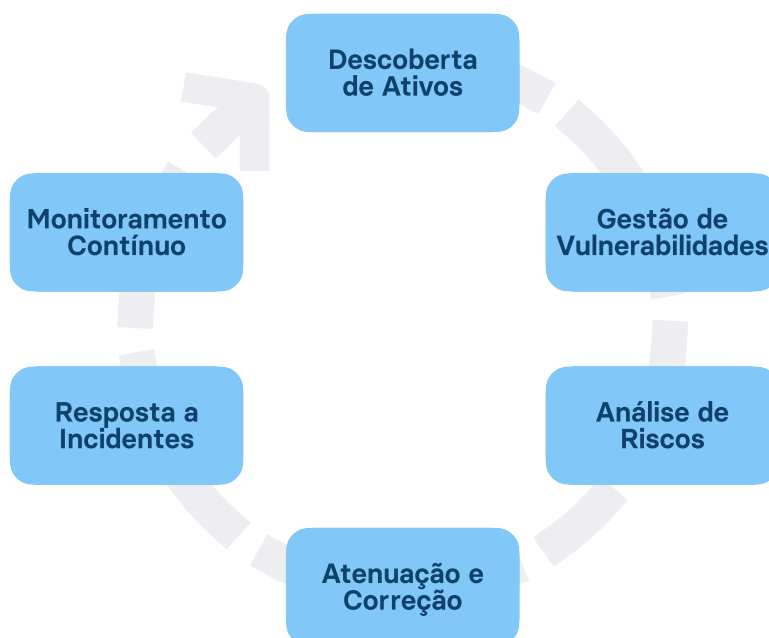 Descoberta
de Ativos
Gestão de
Vulnerabilidades
Análise de
Riscos
Atenuação e
Correção
Resposta a
Incidentes
Monitoramento
Contínuo